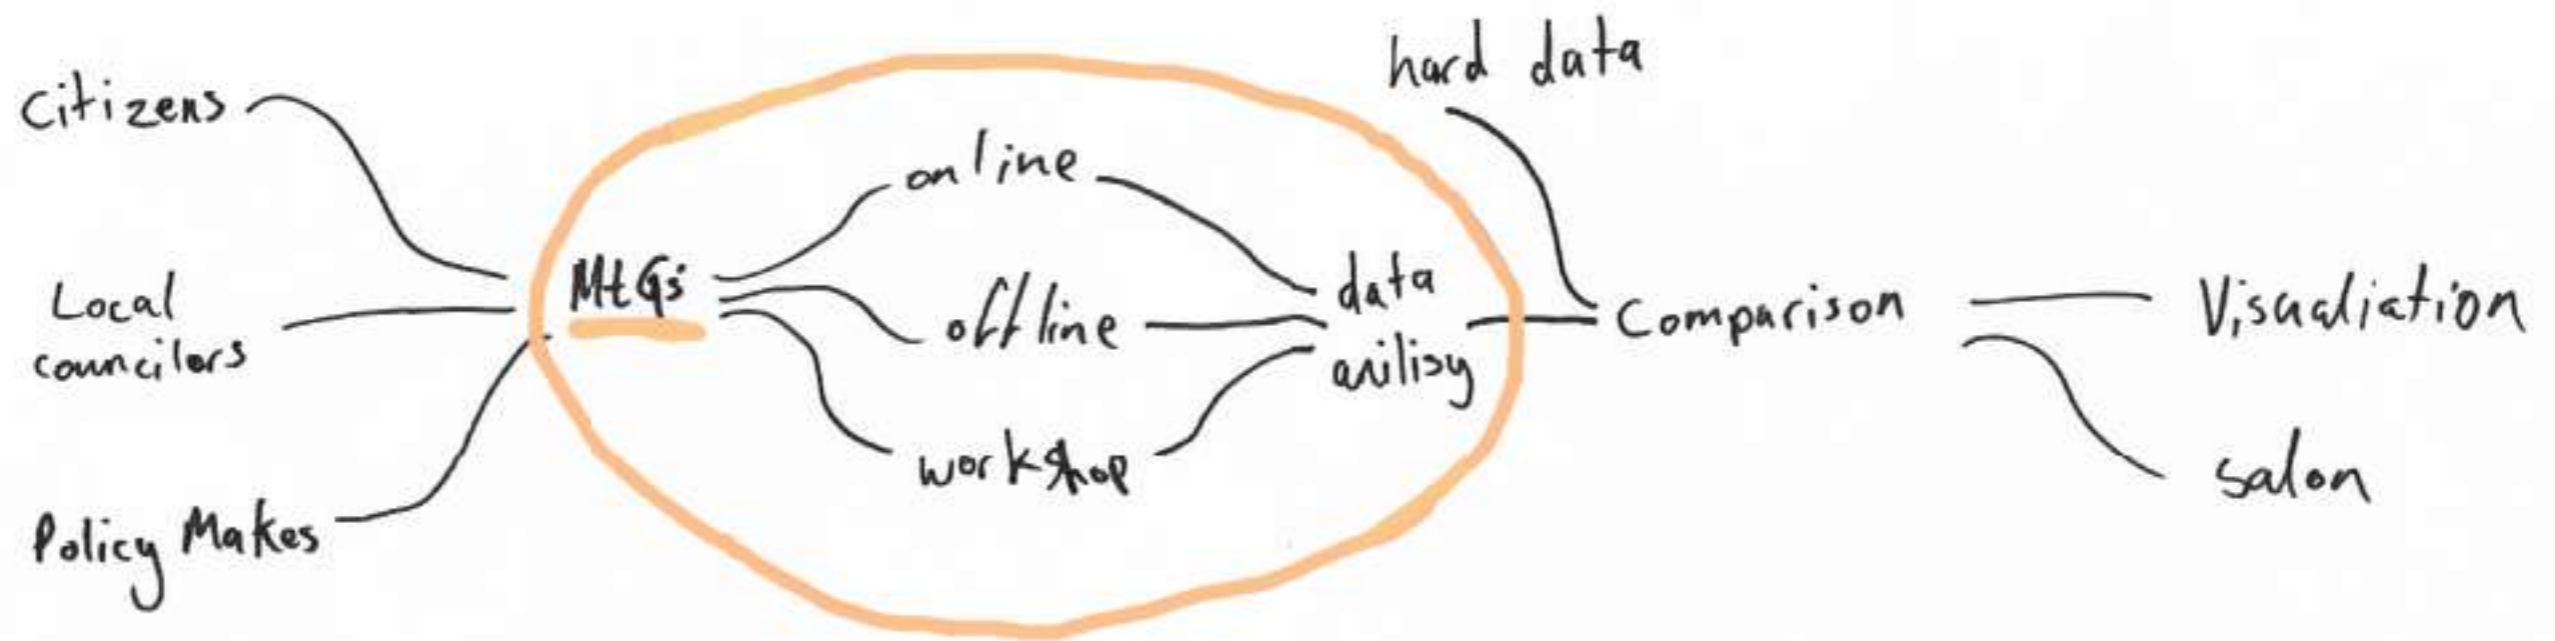 Citizens
Local
councilors
Policy Makes
MtGs
online
offline
workshop
data
anilisy
hard data
Comparison
Visualiation
salon